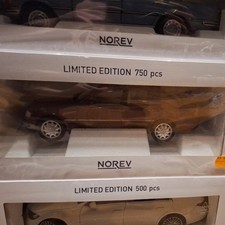 NOREV
LIMITED EDITION 750 pcs
NOREV
LIMITED EDITION 500 pcs